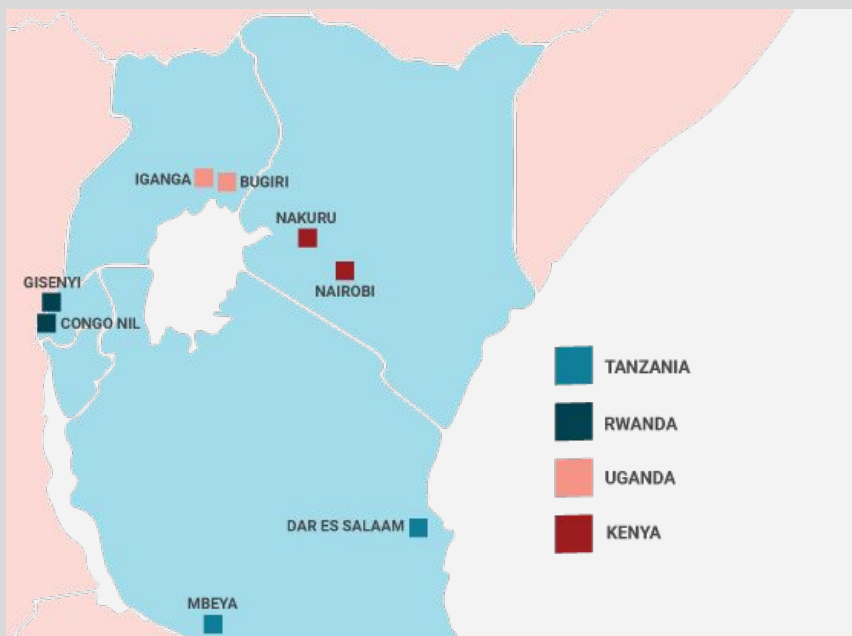 IGANGA
BUGIRI
NAKURU
NAIROBI
GISENYI
CONGO NIL
TANZANIA
RWANDA
UGANDA
KENYA
DAR ES SALAAM
MBEYA